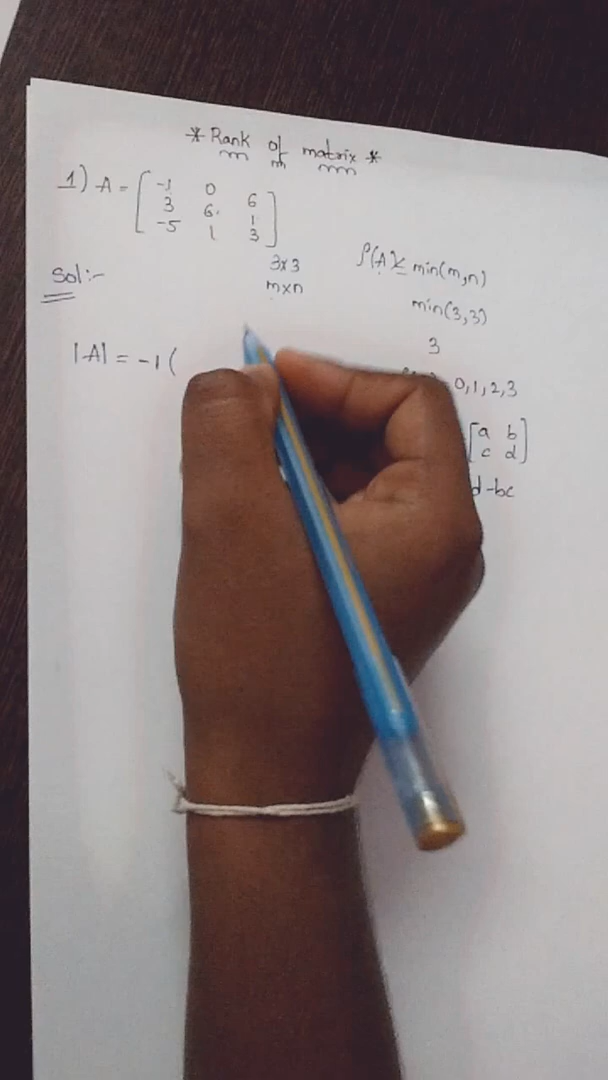 * Rank of matrix *
1) A = [ -1 0 6
3 6 1
-5 1 3 ]
3x3
mxn
Sol:-
ρ(A) ≤ min(m,n)
min(3,3)
3
0,1,2,3
[ a b
c d ]
d-bc
|A| = -1 (